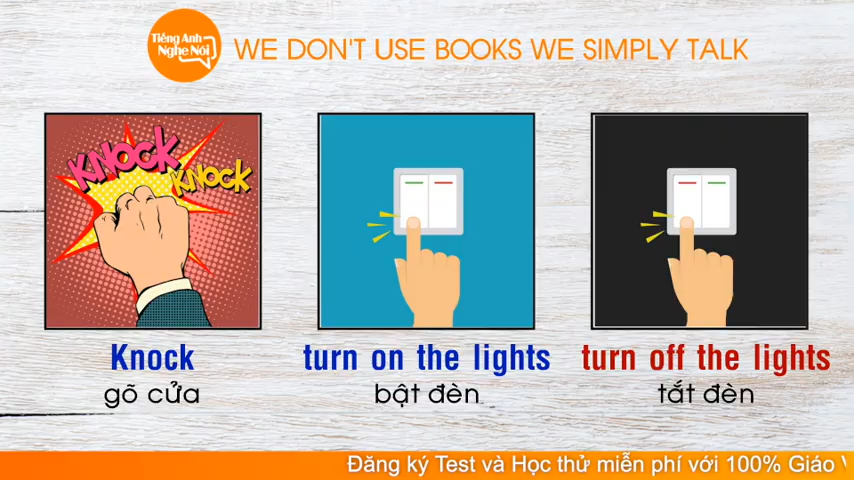 Tiếng Anh
Nghe Nói
WE DON'T USE BOOKS WE SIMPLY TALK
KNOCK
KNOCK
Knock
gõ cửa
turn on the lights
bật đèn
turn off the lights
tắt đèn
Đăng ký Test và Học thử miễn phí với 100% Giáo